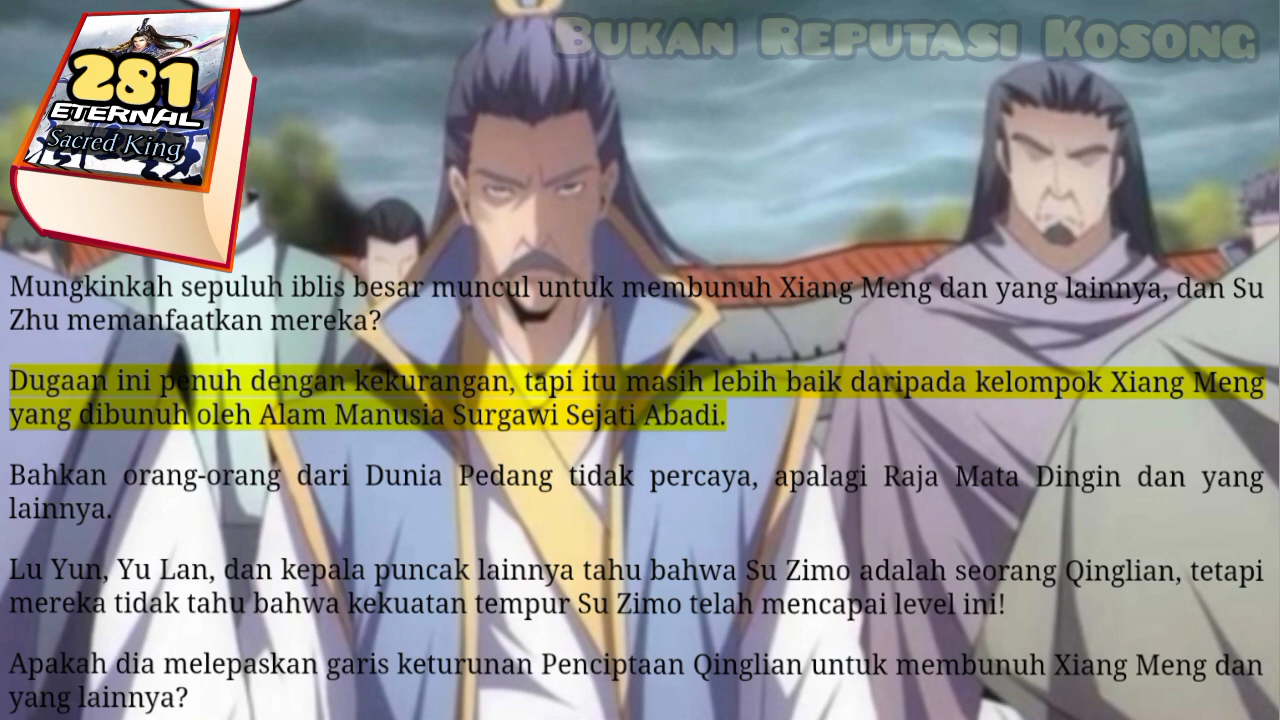 Bukan Reputasi Kosong
281
ETERNAL
Sacred King
Mungkinkah sepuluh iblis besar muncul untuk membunuh Xiang Meng dan yang lainnya, dan Su
Zhu memanfaatkan mereka?
Dugaan ini penuh dengan kekurangan, tapi itu masih lebih baik daripada kelompok Xiang Meng
yang dibunuh oleh Alam Manusia Surgawi Sejati Abadi.
Bahkan orang-orang dari Dunia Pedang tidak percaya, apalagi Raja Mata Dingin dan yang
lainnya.
Lu Yun, Yu Lan, dan kepala puncak lainnya tahu bahwa Su Zimo adalah seorang Qinglian, tetapi
mereka tidak tahu bahwa kekuatan tempur Su Zimo telah mencapai level ini!
Apakah dia melepaskan garis keturunan Penciptaan Qinglian untuk membunuh Xiang Meng dan
yang lainnya?